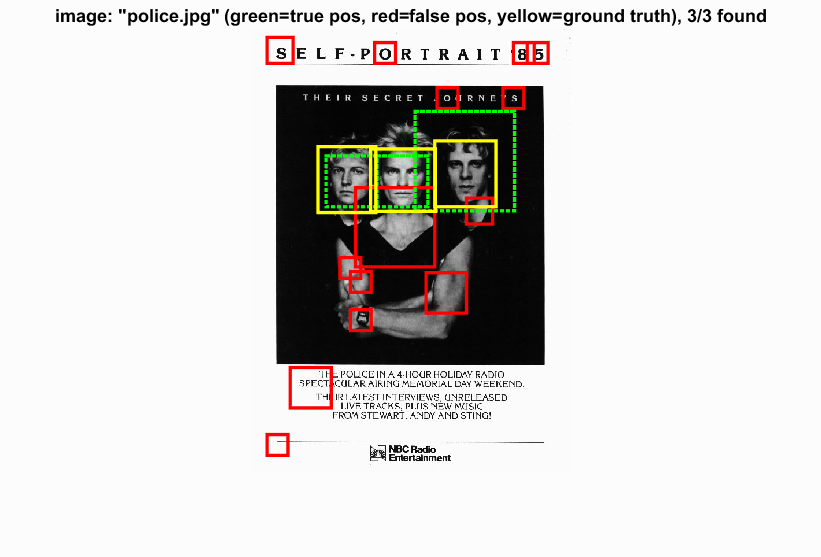 image: "police.jpg" (green=true pos, red=false pos, yellow=ground truth), 3/3 found
SELF-PORTRAIT '85
THEIR SECRET JOURNEYS
THE POLICE IN A 4-HOUR HOLIDAY RADIO
SPECTACULAR AIRING MEMORIAL DAY WEEKEND.
THEIR LATEST INTERVIEWS, UNRELEASED
LIVE TRACKS, PLUS NEW MUSIC
FROM STEWART, ANDY AND STING!
NBC Radio
Entertainment